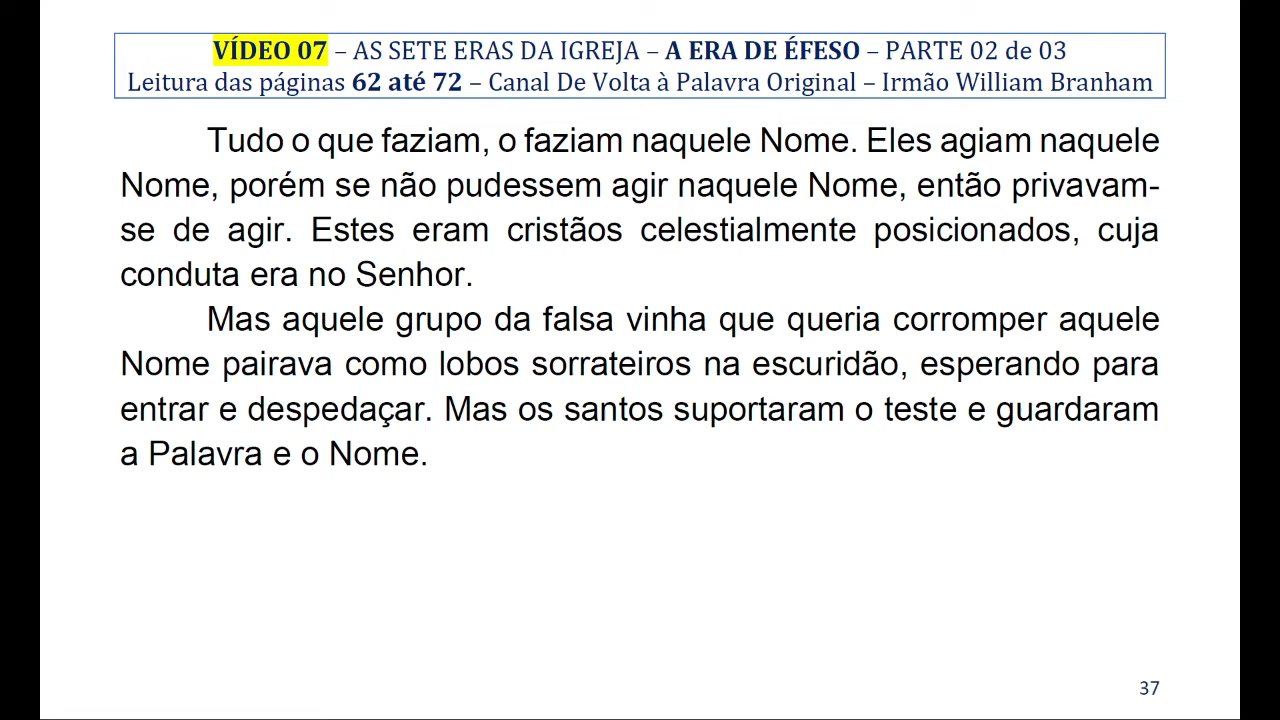 VÍDEO 07 – AS SETE ERAS DA IGREJA – A ERA DE ÉFESO – PARTE 02 de 03
Leitura das páginas 62 até 72 – Canal De Volta à Palavra Original – Irmão William Branham
Tudo o que faziam, o faziam naquele Nome. Eles agiam naquele
Nome, porém se não pudessem agir naquele Nome, então privavam-
se de agir. Estes eram cristãos celestialmente posicionados, cuja
conduta era no Senhor.
Mas aquele grupo da falsa vinha que queria corromper aquele
Nome pairava como lobos sorrateiros na escuridão, esperando para
entrar e despedaçar. Mas os santos suportaram o teste e guardaram
a Palavra e o Nome.
37